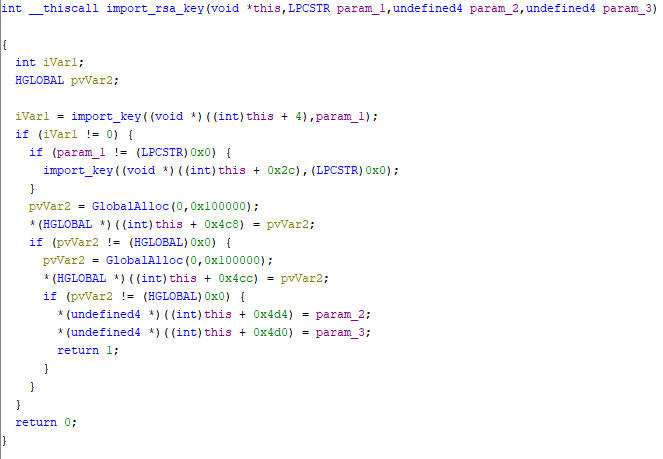 int __thiscall import_rsa_key(void *this,LPCSTR param_1,undefined4 param_2,undefined4 param_3)
{
int iVar1;
HGLOBAL pvVar2;
iVar1 = import_key((void *)((int)this + 4),param_1);
if (iVar1 != 0) {
if (param_1 != (LPCSTR)0x0) {
import_key((void *)((int)this + 0x2c),(LPCSTR)0x0);
}
pvVar2 = GlobalAlloc(0,0x100000);
*(HGLOBAL *)((int)this + 0x4c8) = pvVar2;
if (pvVar2 != (HGLOBAL)0x0) {
pvVar2 = GlobalAlloc(0,0x100000);
*(HGLOBAL *)((int)this + 0x4cc) = pvVar2;
if (pvVar2 != (HGLOBAL)0x0) {
*(undefined4 *)((int)this + 0x4d4) = param_2;
*(undefined4 *)((int)this + 0x4d0) = param_3;
return 1;
}
}
}
return 0;
}